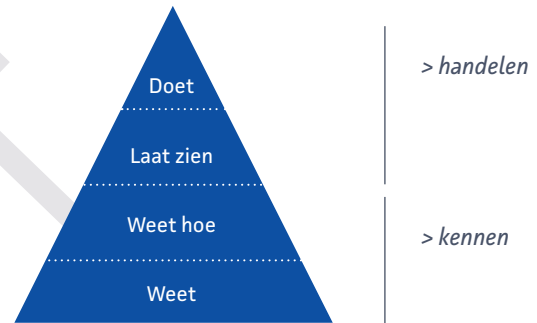 Doet
> handelen
Laat zien
Weet hoe
> kennen
Weet